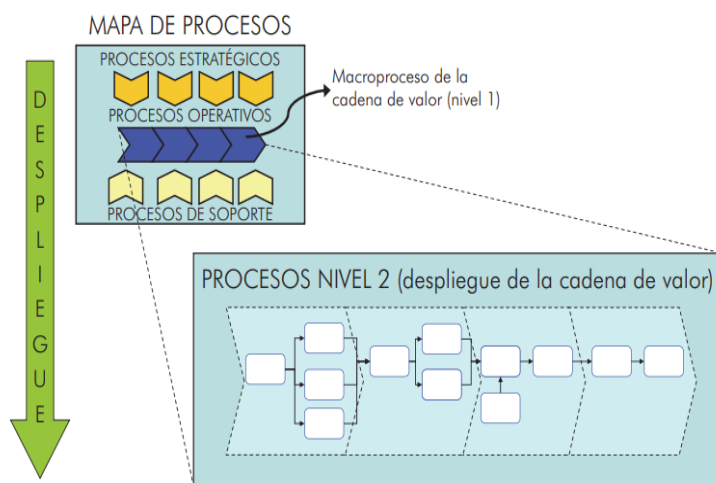 MAPA DE PROCESOS
PROCESOS ESTRATÉGICOS
Macroproceso de la
cadena de valor (nivel 1)
PROCESOS OPERATIVOS
PROCESOS DE SOPORTE
DESPLIEGUE
PROCESOS NIVEL 2 (despliegue de la cadena de valor)